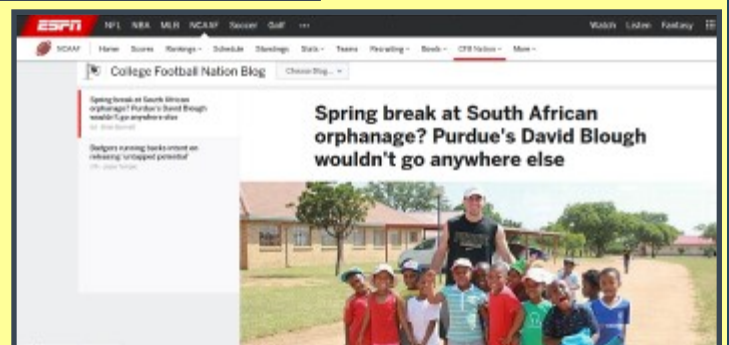 ESPN NFL NBA MLB NCAAF Soccer Golf ... Watch Listen Fantasy
NCAAF Home Scores Rankings Schedule Standings Stats Teams Recruiting CFB Nation More
College Football Nation Blog Choose Blog...
Spring break at South African
orphanage? Purdue's David Blough
wouldn't go anywhere else
Badgers running backs intent on
releasing 'untapped potential'
Spring break at South African
orphanage? Purdue's David Blough
wouldn't go anywhere else